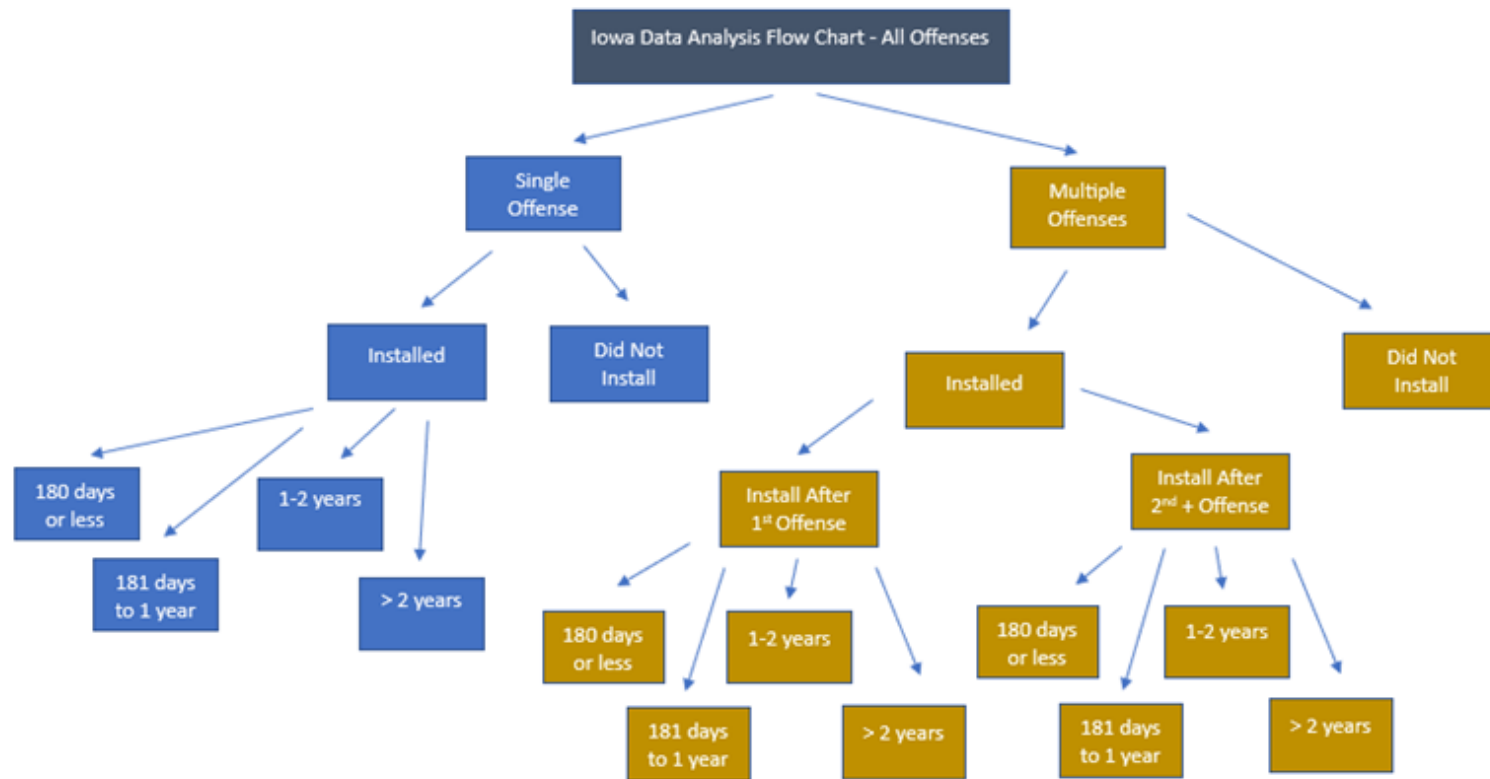 Iowa Data Analysis Flow Chart - All Offenses
Single
Offense
Multiple
Offenses
Installed
Did Not
Install
Installed
Did Not
Install
180 days
or less
181 days
to 1 year
1-2 years
> 2 years
Install After
1st Offense
Install After
2nd + Offense
180 days
or less
181 days
to 1 year
1-2 years
> 2 years
180 days
or less
181 days
to 1 year
1-2 years
> 2 years